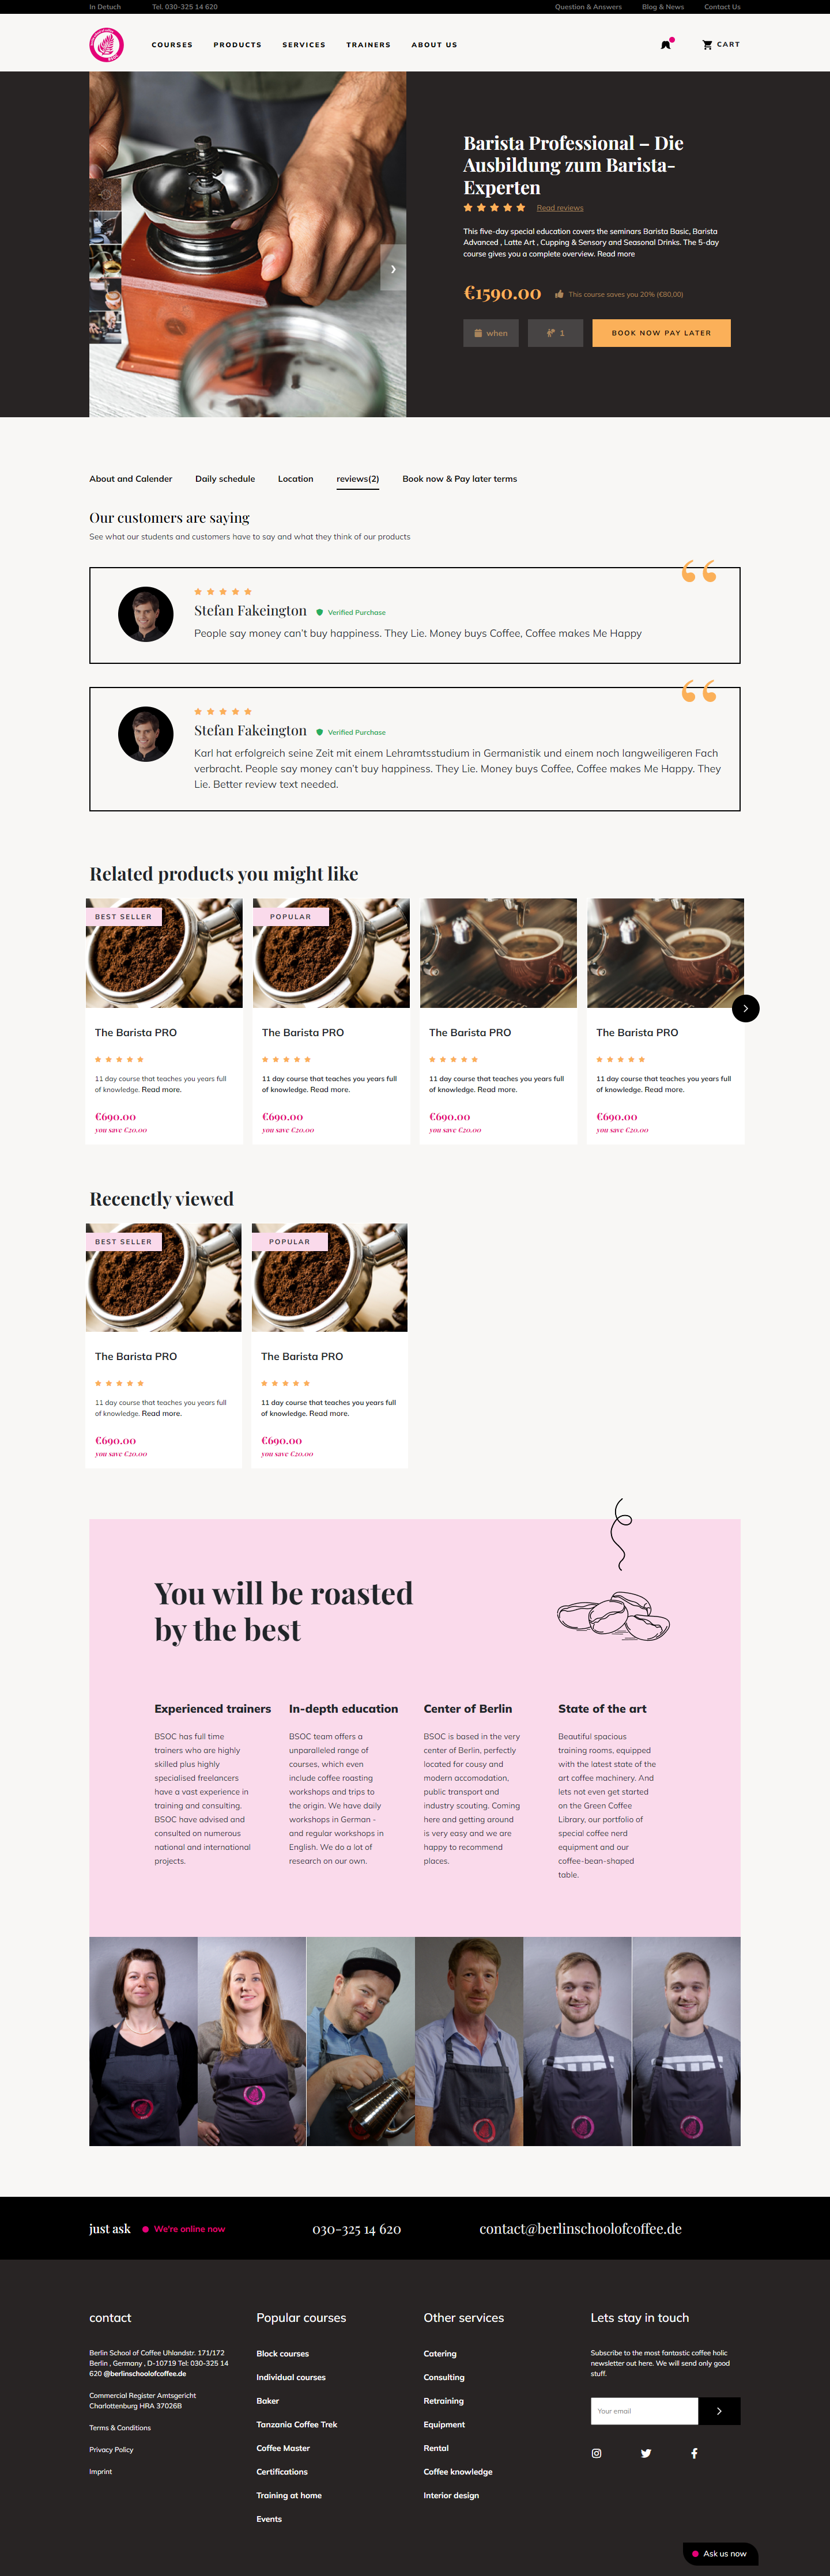 In Detuch
Tel. 030-325 14 620
Question & Answers
Blog & News
Contact Us
COURSES
PRODUCTS
SERVICES
TRAINERS
ABOUT US
CART
Barista Professional – Die
Ausbildung zum Barista-
Experten
Read reviews
This five-day special education covers the seminars Barista Basic, Barista
Advanced , Latte Art , Cupping & Sensory and Seasonal Drinks. The 5-day
course gives you a complete overview. Read more
€1590.00
This course saves you 20% (€80,00)
when
1
BOOK NOW PAY LATER
About and Calender
Daily schedule
Location
reviews(2)
Book now & Pay later terms
Our customers are saying
See what our students and customers have to say and what they think of our products
Stefan Fakeington
Verified Purchase
People say money can't buy happiness. They Lie. Money buys Coffee, Coffee makes Me Happy
Stefan Fakeington
Verified Purchase
Karl hat erfolgreich seine Zeit mit einem Lehramtsstudium in Germanistik und einem noch langweiligeren Fach
verbracht. People say money can't buy happiness. They Lie. Money buys Coffee, Coffee makes Me Happy. They
Lie. Better review text needed.
Related products you might like
BEST SELLER
The Barista PRO
11 day course that teaches you years full
of knowledge. Read more.
€690.00
you save €20.00
POPULAR
The Barista PRO
11 day course that teaches you years full
of knowledge. Read more.
€690.00
you save €20.00
The Barista PRO
11 day course that teaches you years full
of knowledge. Read more.
€690.00
you save €20.00
The Barista PRO
11 day course that teaches you years full
of knowledge. Read more.
€690.00
you save €20.00
Recenctly viewed
BEST SELLER
The Barista PRO
11 day course that teaches you years full
of knowledge. Read more.
€690.00
you save €20.00
POPULAR
The Barista PRO
11 day course that teaches you years full
of knowledge. Read more.
€690.00
you save €20.00
You will be roasted
by the best
Experienced trainers
BSOC has full time
trainers who are highly
skilled plus highly
specialised freelancers
have a vast experience in
training and consulting.
BSOC have advised and
consulted on numerous
national and international
projects.
In-depth education
BSOC team offers a
unparalleled range of
courses, which even
include coffee roasting
workshops and trips to
the origin. We have daily
workshops in German -
and regular workshops in
English. We do a lot of
research on our own.
Center of Berlin
BSOC is based in the very
center of Berlin, perfectly
located for cousy and
modern accomodation,
public transport and
industry scouting. Coming
here and getting around
is very easy and we are
happy to recommend
places.
State of the art
Beautiful spacious
training rooms, equipped
with the latest state of the
art coffee machinery. And
lets not even get started
on the Green Coffee
Library, our portfolio of
special coffee nerd
equipment and our
coffee-bean-shaped
table.
just ask
We're online now
030-325 14 620
contact@berlinschoolofcoffee.de
contact
Berlin School of Coffee Uhlandstr. 171/172
Berlin , Germany , D-10719 Tel: 030-325 14
620 @berlinschoolofcoffee.de
Commercial Register Amtsgericht
Charlottenburg HRA 37026B
Terms & Conditions
Privacy Policy
Imprint
Popular courses
Block courses
Individual courses
Baker
Tanzania Coffee Trek
Coffee Master
Certifications
Training at home
Events
Other services
Catering
Consulting
Retraining
Equipment
Rental
Coffee knowledge
Interior design
Lets stay in touch
Subscribe to the most fantastic coffee holic
newsletter out here. We will send only good
stuff.
Your email
Ask us now